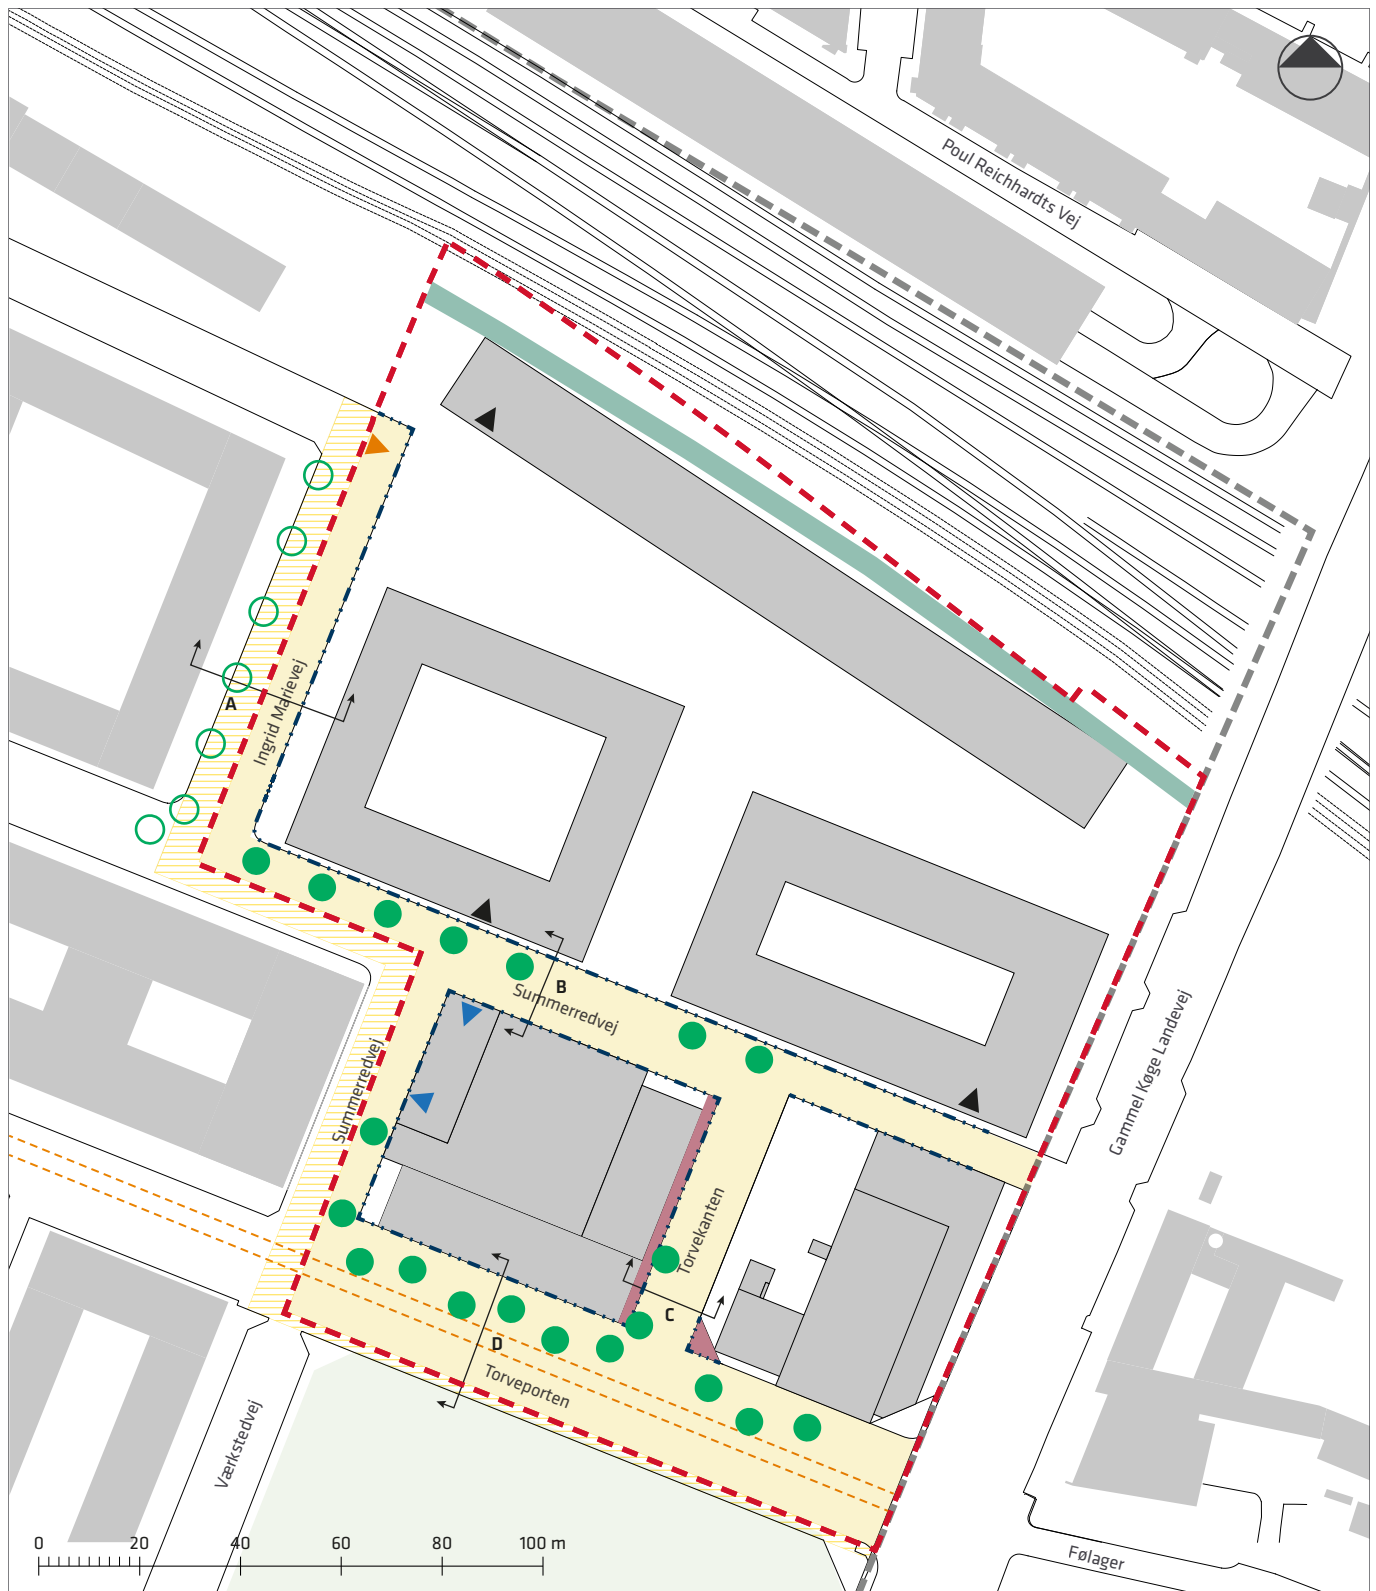 Poul Reichhardts Vej
A
Ingrid Marievej
B
Summerredvej
Summerredvej
Gammel Køge Landevej
Torvekanten
C
D
Torveporten
Værkstedvej
0 20 40 60 80 100 m
Følager